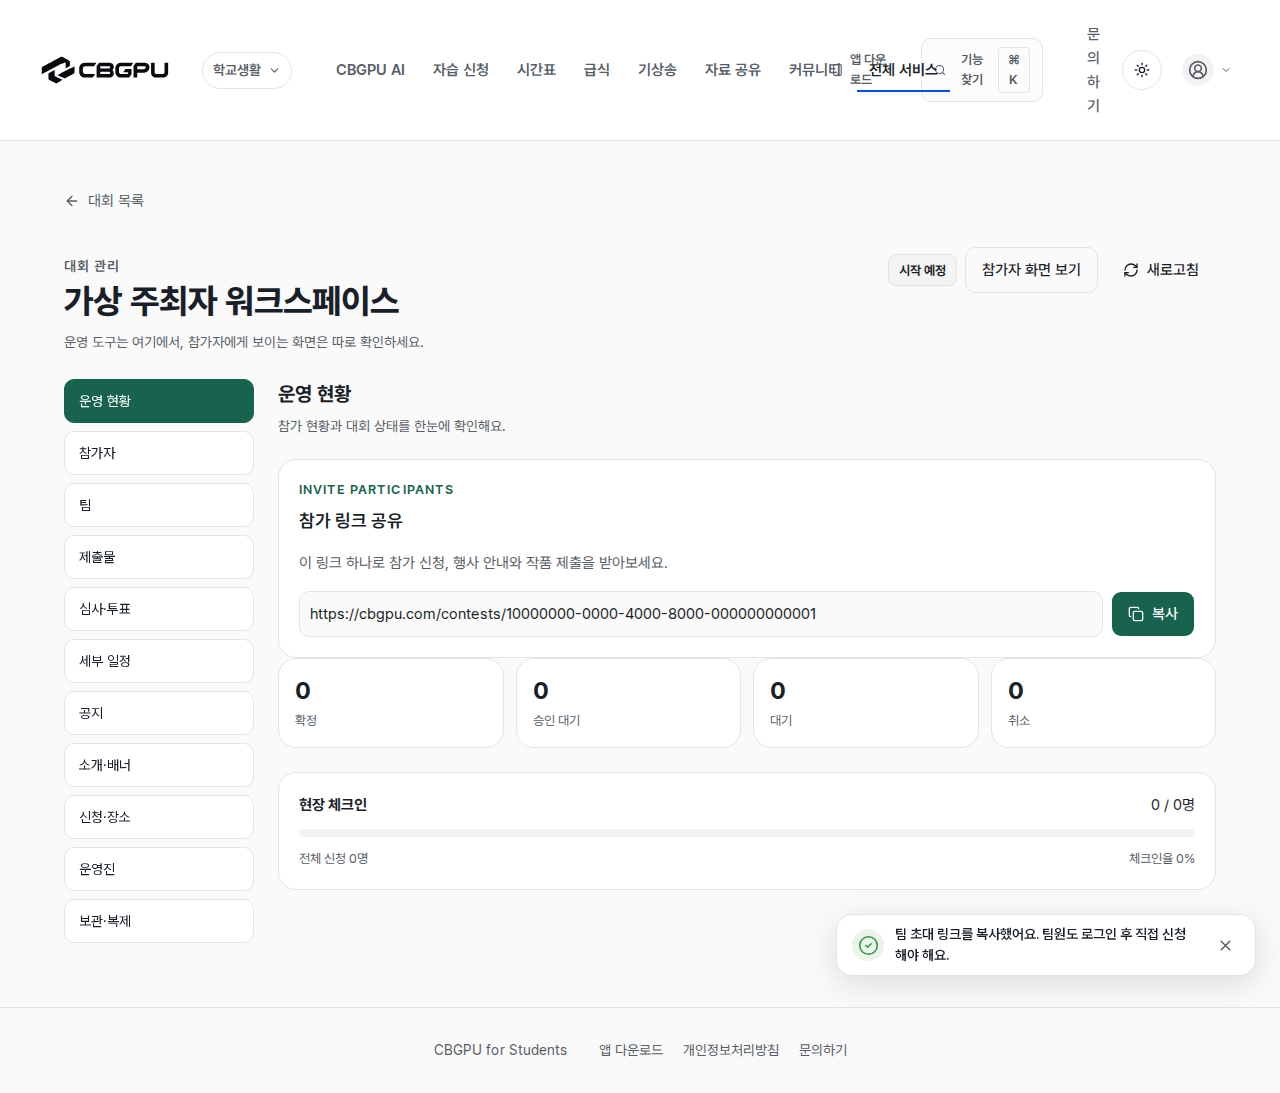 CBGPU
학교생활
CBGPU AI
자습 신청
시간표
급식
기상송
자료 공유
커뮤니티
앱 다운
로드
전체 서비스
기능
찾기
⌘
K
문
의
하
기
대회 목록
대회 관리
가상 주최자 워크스페이스
운영 도구는 여기에서, 참가자에게 보이는 화면은 따로 확인하세요.
시작 예정
참가자 화면 보기
새로고침
운영 현황
참가자
팀
제출물
심사·투표
세부 일정
공지
소개·배너
신청·장소
운영진
보관·복제
운영 현황
참가 현황과 대회 상태를 한눈에 확인해요.
INVITE PARTICIPANTS
참가 링크 공유
이 링크 하나로 참가 신청, 행사 안내와 작품 제출을 받아보세요.
https://cbgpu.com/contests/10000000-0000-4000-8000-000000000001
복사
0
확정
0
승인 대기
0
대기
0
취소
현장 체크인
0 / 0명
전체 신청 0명
체크인율 0%
팀 초대 링크를 복사했어요. 팀원도 로그인 후 직접 신청
해야 해요.
CBGPU for Students
앱 다운로드
개인정보처리방침
문의하기